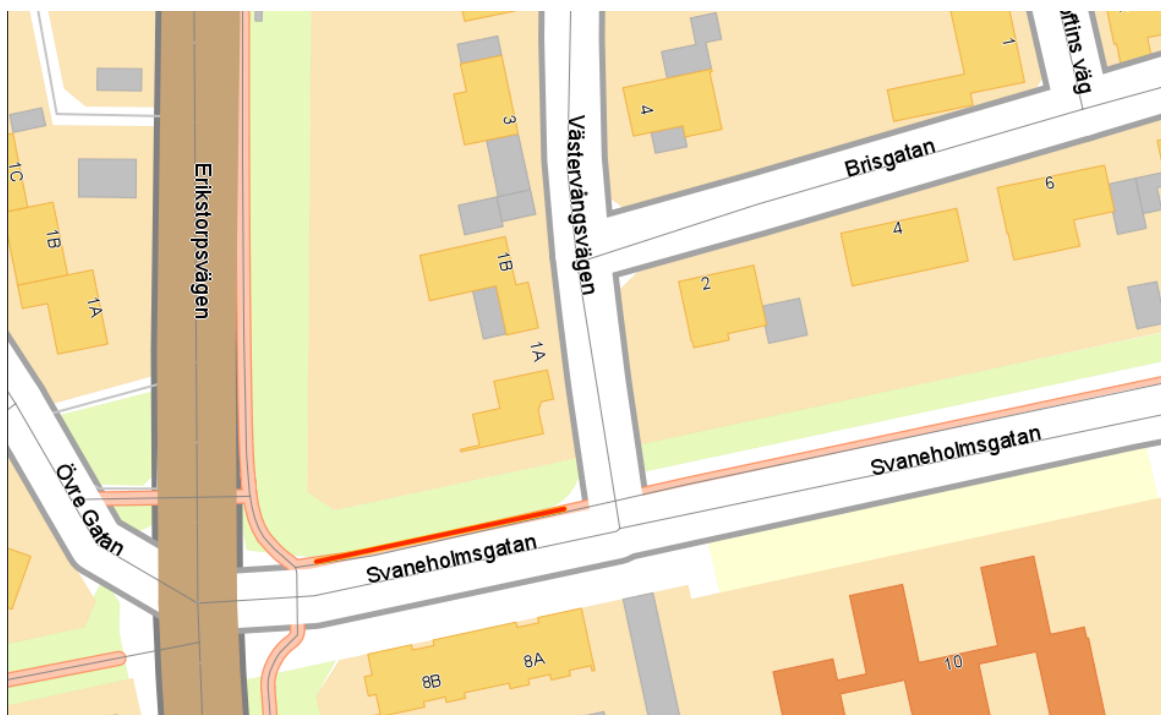 1
4
3
Västervångsvägen
Brisgatan
1C
Erikstorpsvägen
6
1B
4
1B
2
1A
1A
Svaneholmsgatan
Övre Gatan
Svaneholmsgatan
8A
10
8B